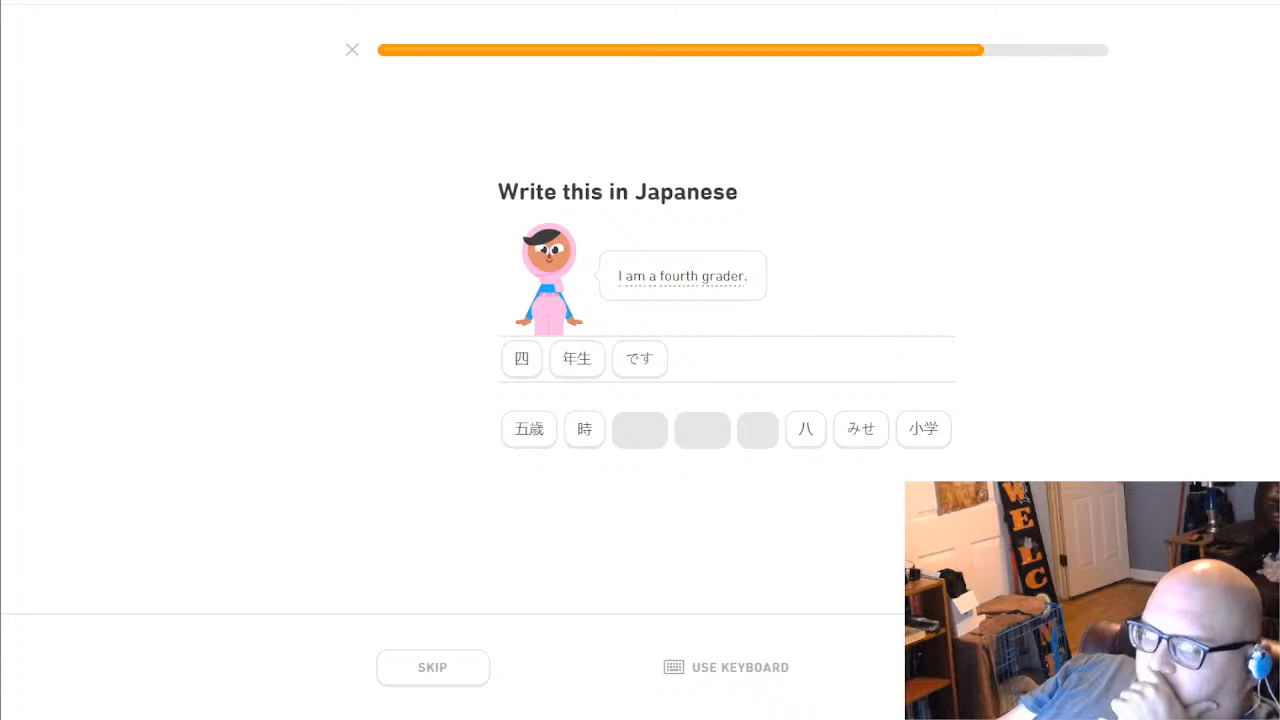 Write this in Japanese
I am a fourth grader.
四 年生 です
五歳 時 八 みせ 小学
SKIP USE KEYBOARD
WELC